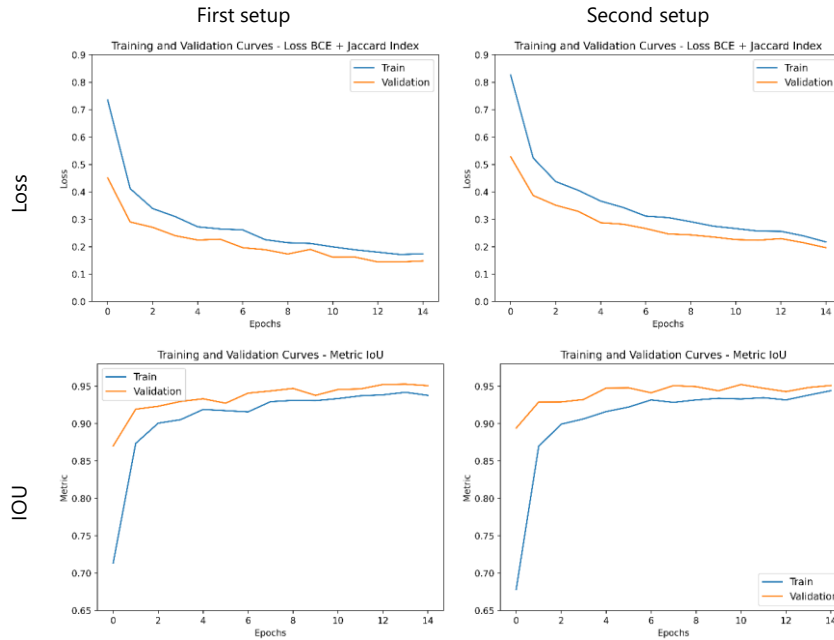 First setup
Second setup
Training and Validation Curves - Loss BCE + Jaccard Index
Training and Validation Curves - Loss BCE + Jaccard Index
Loss
Loss
0.9
0.8
0.7
0.6
0.5
0.4
0.3
0.2
0.1
0.0
Train
Validation
0 2 4 6 8 10 12 14
Epochs
Loss
0.9
0.8
0.7
0.6
0.5
0.4
0.3
0.2
0.1
0.0
Train
Validation
0 2 4 6 8 10 12 14
Epochs
Training and Validation Curves - Metric IoU
Training and Validation Curves - Metric IoU
IOU
Metric
0.95
0.90
0.85
0.80
0.75
0.70
0.65
Train
Validation
0 2 4 6 8 10 12 14
Epochs
Metric
0.95
0.90
0.85
0.80
0.75
0.70
0.65
Train
Validation
0 2 4 6 8 10 12 14
Epochs